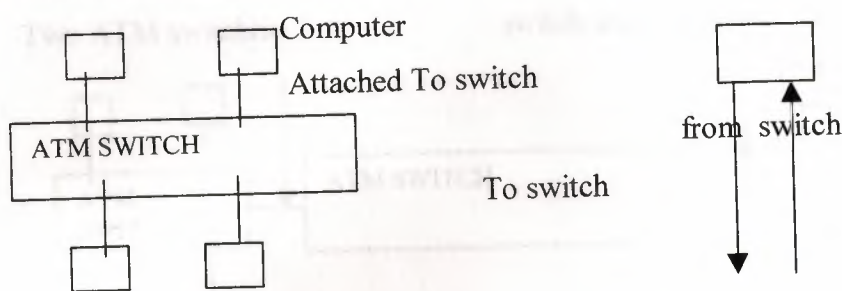 Computer
Attached To switch
from switch
ATM SWITCH
To switch